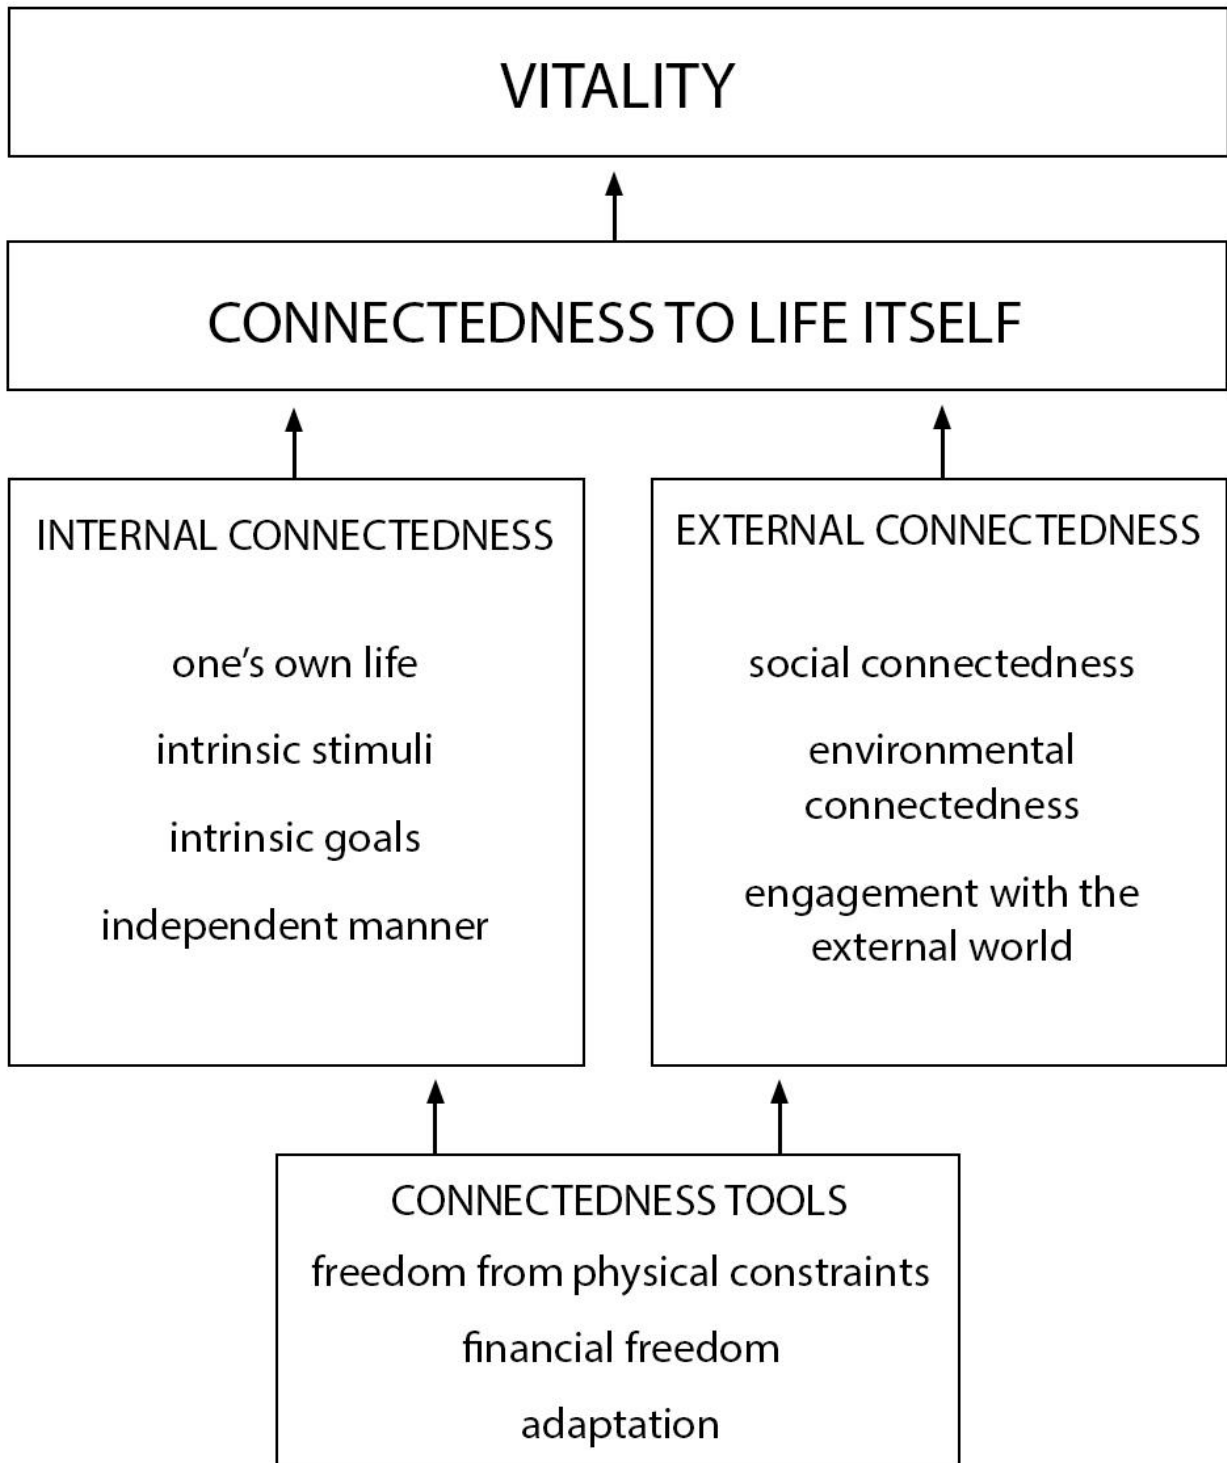 VITALITY
CONNECTEDNESS TO LIFE ITSELF
INTERNAL CONNECTEDNESS
one’s own life
intrinsic stimuli
intrinsic goals
independent manner
EXTERNAL CONNECTEDNESS
social connectedness
environmental
connectedness
engagement with the
external world
CONNECTEDNESS TOOLS
freedom from physical constraints
financial freedom
adaptation